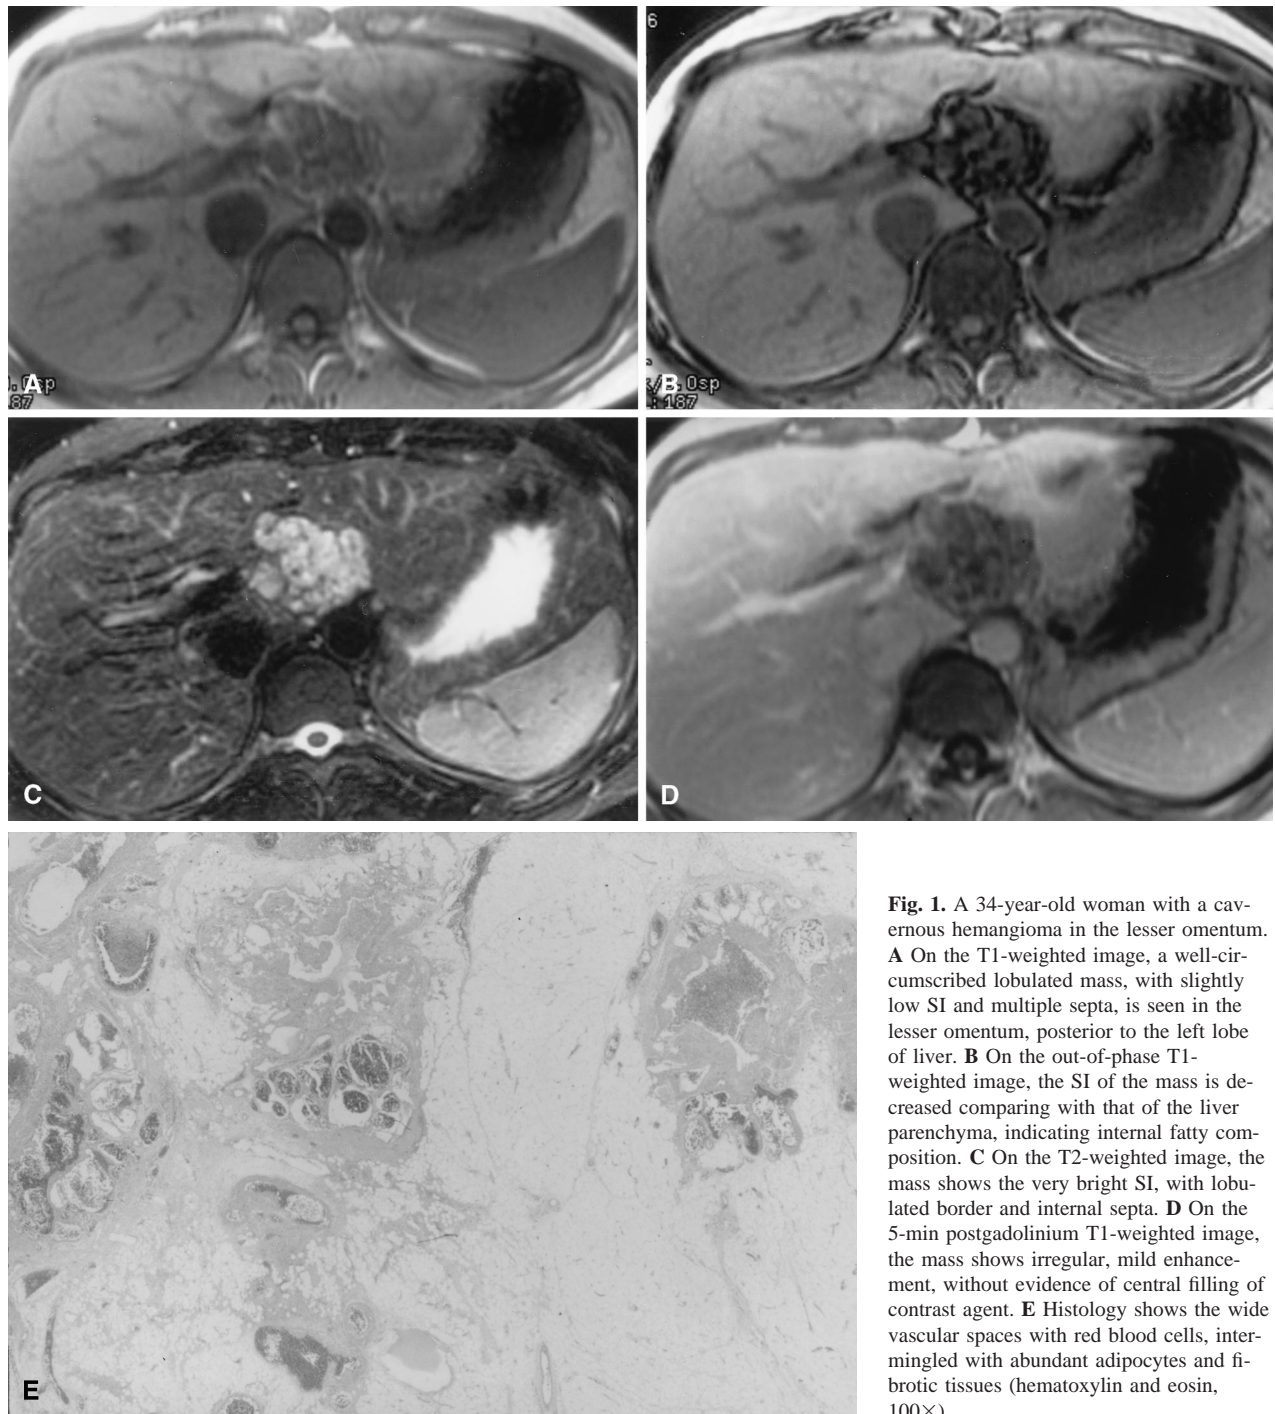 6
A
.0sp
87
B
.0sp
:187
C
D
E
Fig. 1. A 34-year-old woman with a cav-
ernous hemangioma in the lesser omentum.
A On the T1-weighted image, a well-cir-
cumscribed lobulated mass, with slightly
low SI and multiple septa, is seen in the
lesser omentum, posterior to the left lobe
of liver. B On the out-of-phase T1-
weighted image, the SI of the mass is de-
creased comparing with that of the liver
parenchyma, indicating internal fatty com-
position. C On the T2-weighted image, the
mass shows the very bright SI, with lobu-
lated border and internal septa. D On the
5-min postgadolinium T1-weighted image,
the mass shows irregular, mild enhance-
ment, without evidence of central filling of
contrast agent. E Histology shows the wide
vascular spaces with red blood cells, inter-
mingled with abundant adipocytes and fi-
brotic tissues (hematoxylin and eosin,
100×)